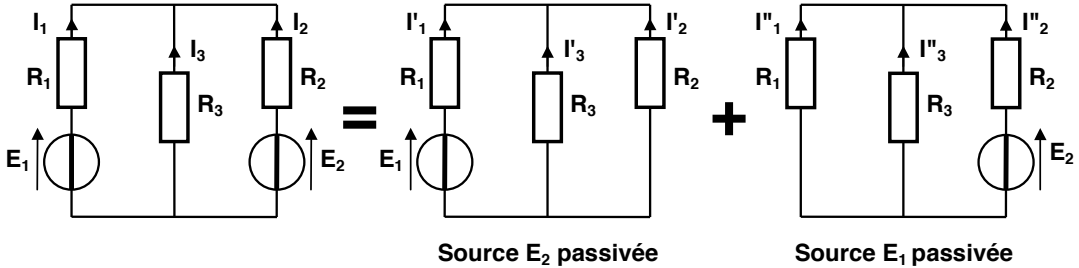 I₁ I₂ I'₁ I'₂ I"₁ I"₂
I₃ I'₃ I"₃
R₁ R₂ R₁ R₂ R₁ R₂
R₃ = R₃ + R₃
E₁ E₂ E₁ E₂
Source E₂ passivée Source E₁ passivée